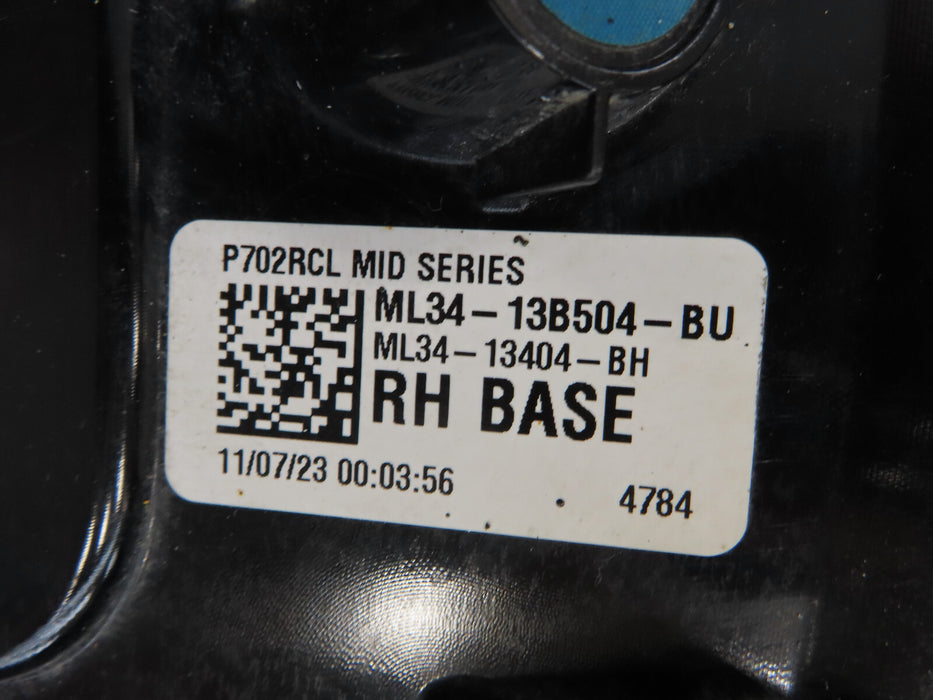 P702RCL MID SERIES
ML34-13B504-BU
ML34-13404-BH
RH BASE
11/07/23 00:03:56
4784